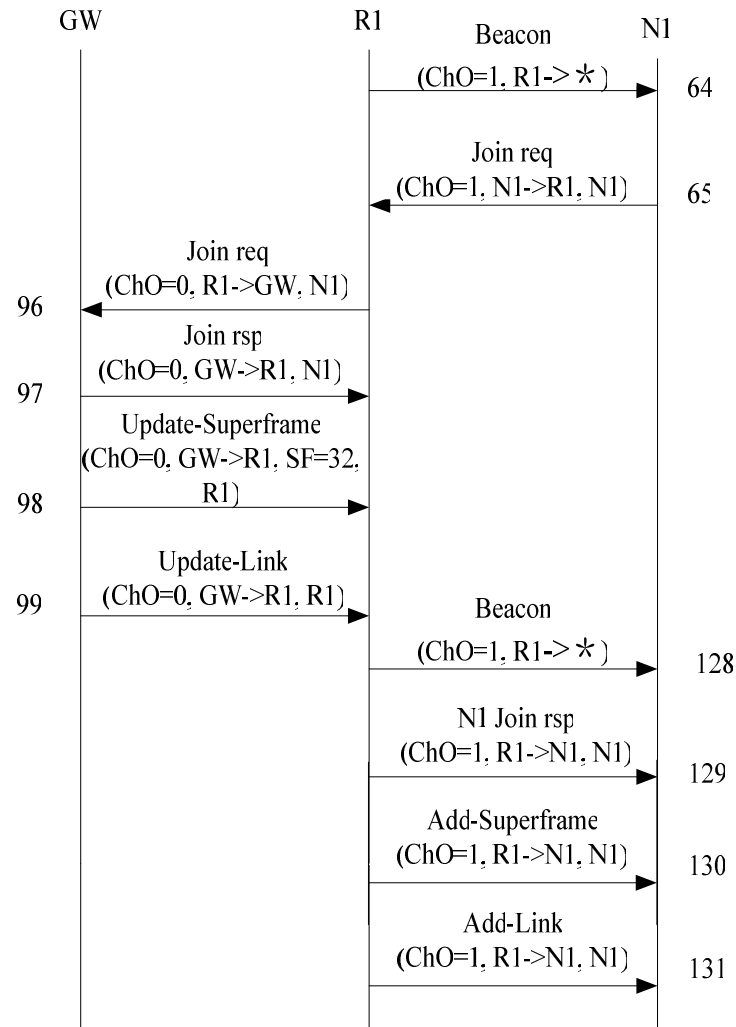 GW
R1
N1
Beacon
(ChO=1, R1->*)
64
Join req
(ChO=1, N1->R1, N1)
65
Join req
(ChO=0, R1->GW, N1)
96
Join rsp
(ChO=0, GW->R1, N1)
97
Update-Superframe
(ChO=0, GW->R1, SF=32,
R1)
98
Update-Link
(ChO=0, GW->R1, R1)
99
Beacon
(ChO=1, R1->*)
128
N1 Join rsp
(ChO=1, R1->N1, N1)
129
Add-Superframe
(ChO=1, R1->N1, N1)
130
Add-Link
(ChO=1, R1->N1, N1)
131